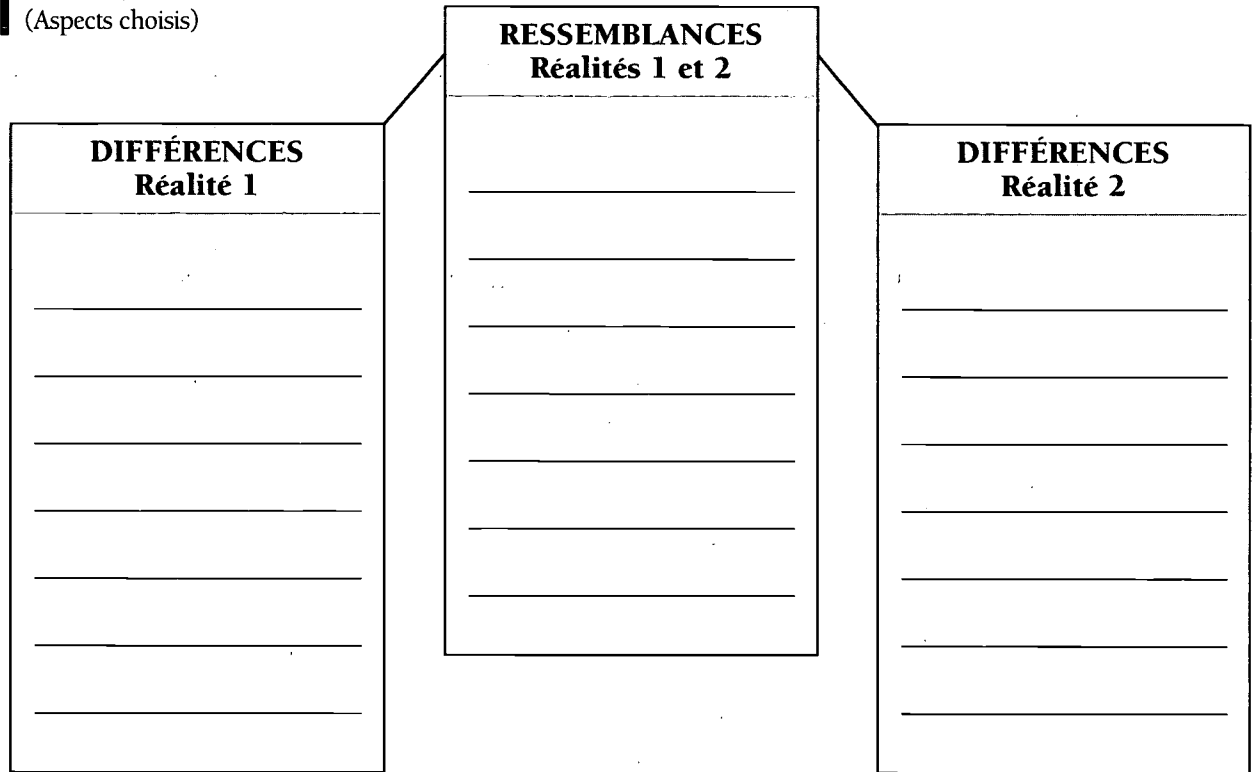 (Aspects choisis)
RESSEMBLANCES
Réalités 1 et 2
DIFFÉRENCES
Réalité 1
DIFFÉRENCES
Réalité 2